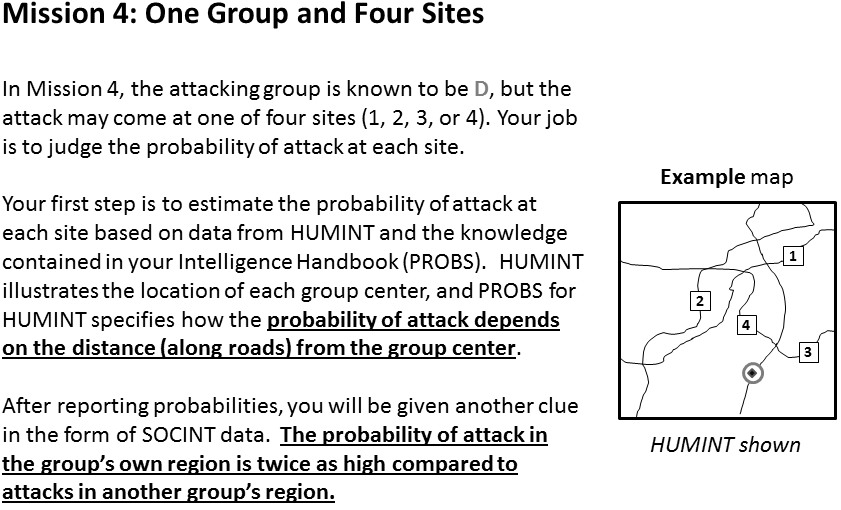 Mission 4: One Group and Four Sites
In Mission 4, the attacking group is known to be D, but the
attack may come at one of four sites (1, 2, 3, or 4). Your job
is to judge the probability of attack at each site.
Your first step is to estimate the probability of attack at
each site based on data from HUMINT and the knowledge
contained in your Intelligence Handbook (PROBS). HUMINT
illustrates the location of each group center, and PROBS for
HUMINT specifies how the probability of attack depends
on the distance (along roads) from the group center.
After reporting probabilities, you will be given another clue
in the form of SOCINT data. The probability of attack in
the group's own region is twice as high compared to
attacks in another group's region.
Example map
1
2
4
3
HUMINT shown